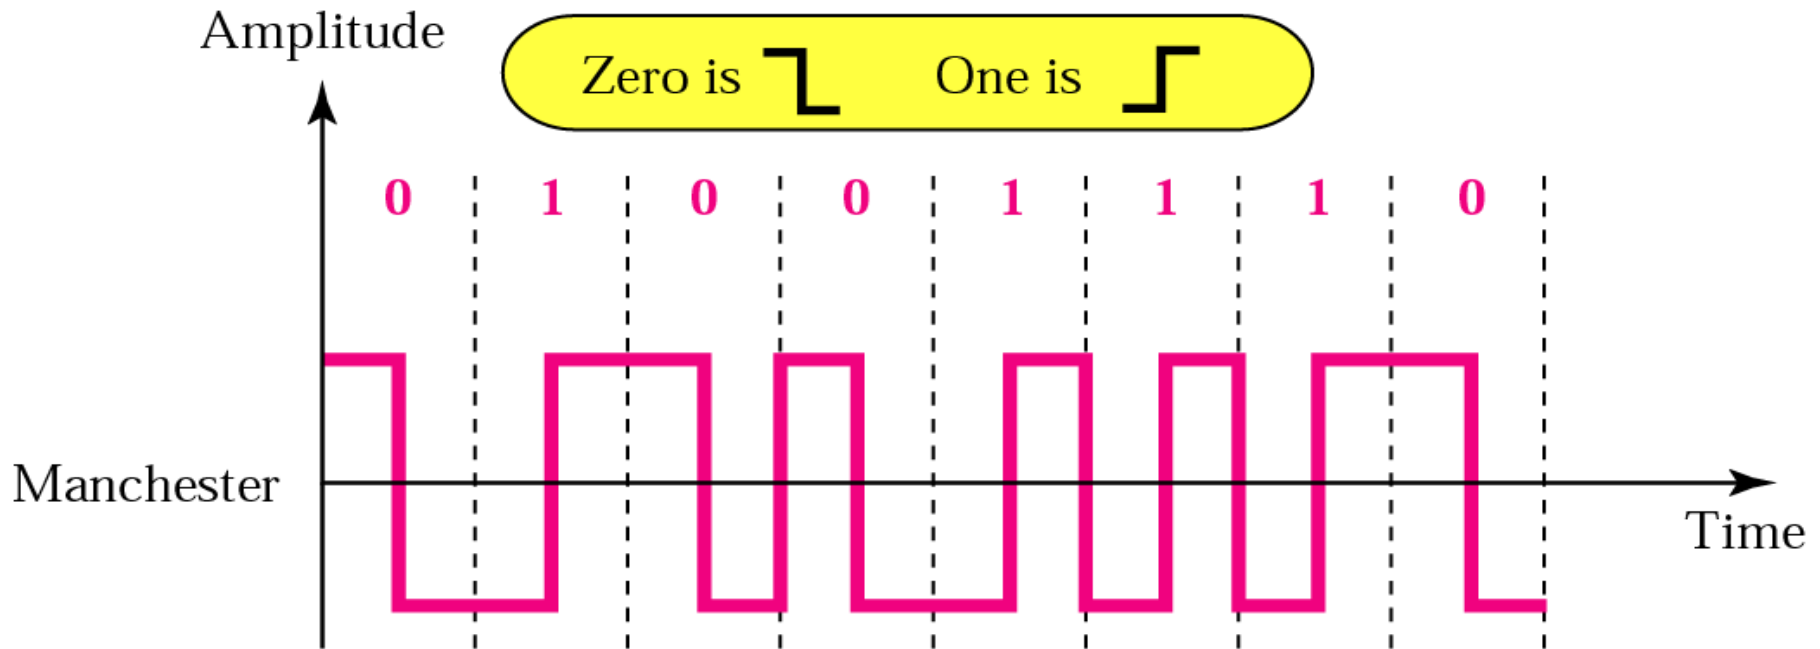 Amplitude
Zero is One is
0 1 0 0 1 1 1 0
Manchester
Time